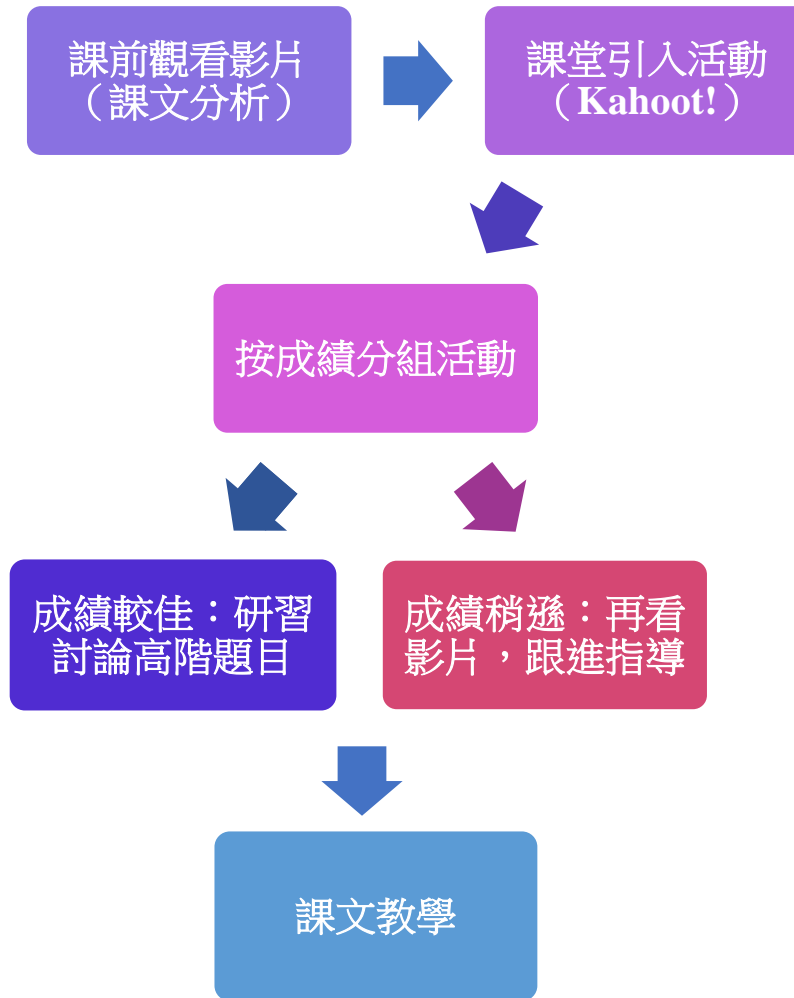 課前觀看影片
（課文分析）
課堂引入活動
（Kahoot!）
按成績分組活動
成績較佳：研習
討論高階題目
成績稍遜：再看
影片，跟進指導
課文教學